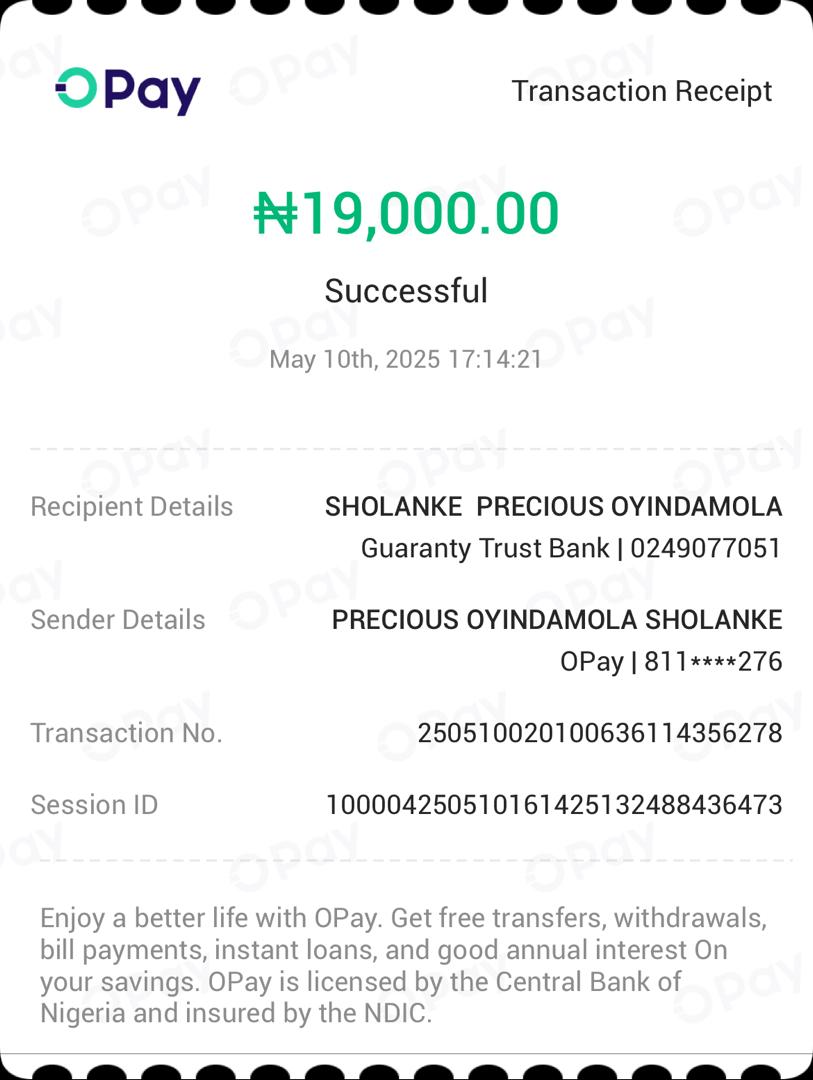 OPay
Transaction Receipt
₦19,000.00
Successful
May 10th, 2025 17:14:21
Recipient Details
SHOLANKE  PRECIOUS OYINDAMOLA
Guaranty Trust Bank | 0249077051
Sender Details
PRECIOUS OYINDAMOLA SHOLANKE
OPay | 811****276
Transaction No.
250510020100636114356278
Session ID
100004250510161425132488436473
Enjoy a better life with OPay. Get free transfers, withdrawals,
bill payments, instant loans, and good annual interest On
your savings. OPay is licensed by the Central Bank of
Nigeria and insured by the NDIC.